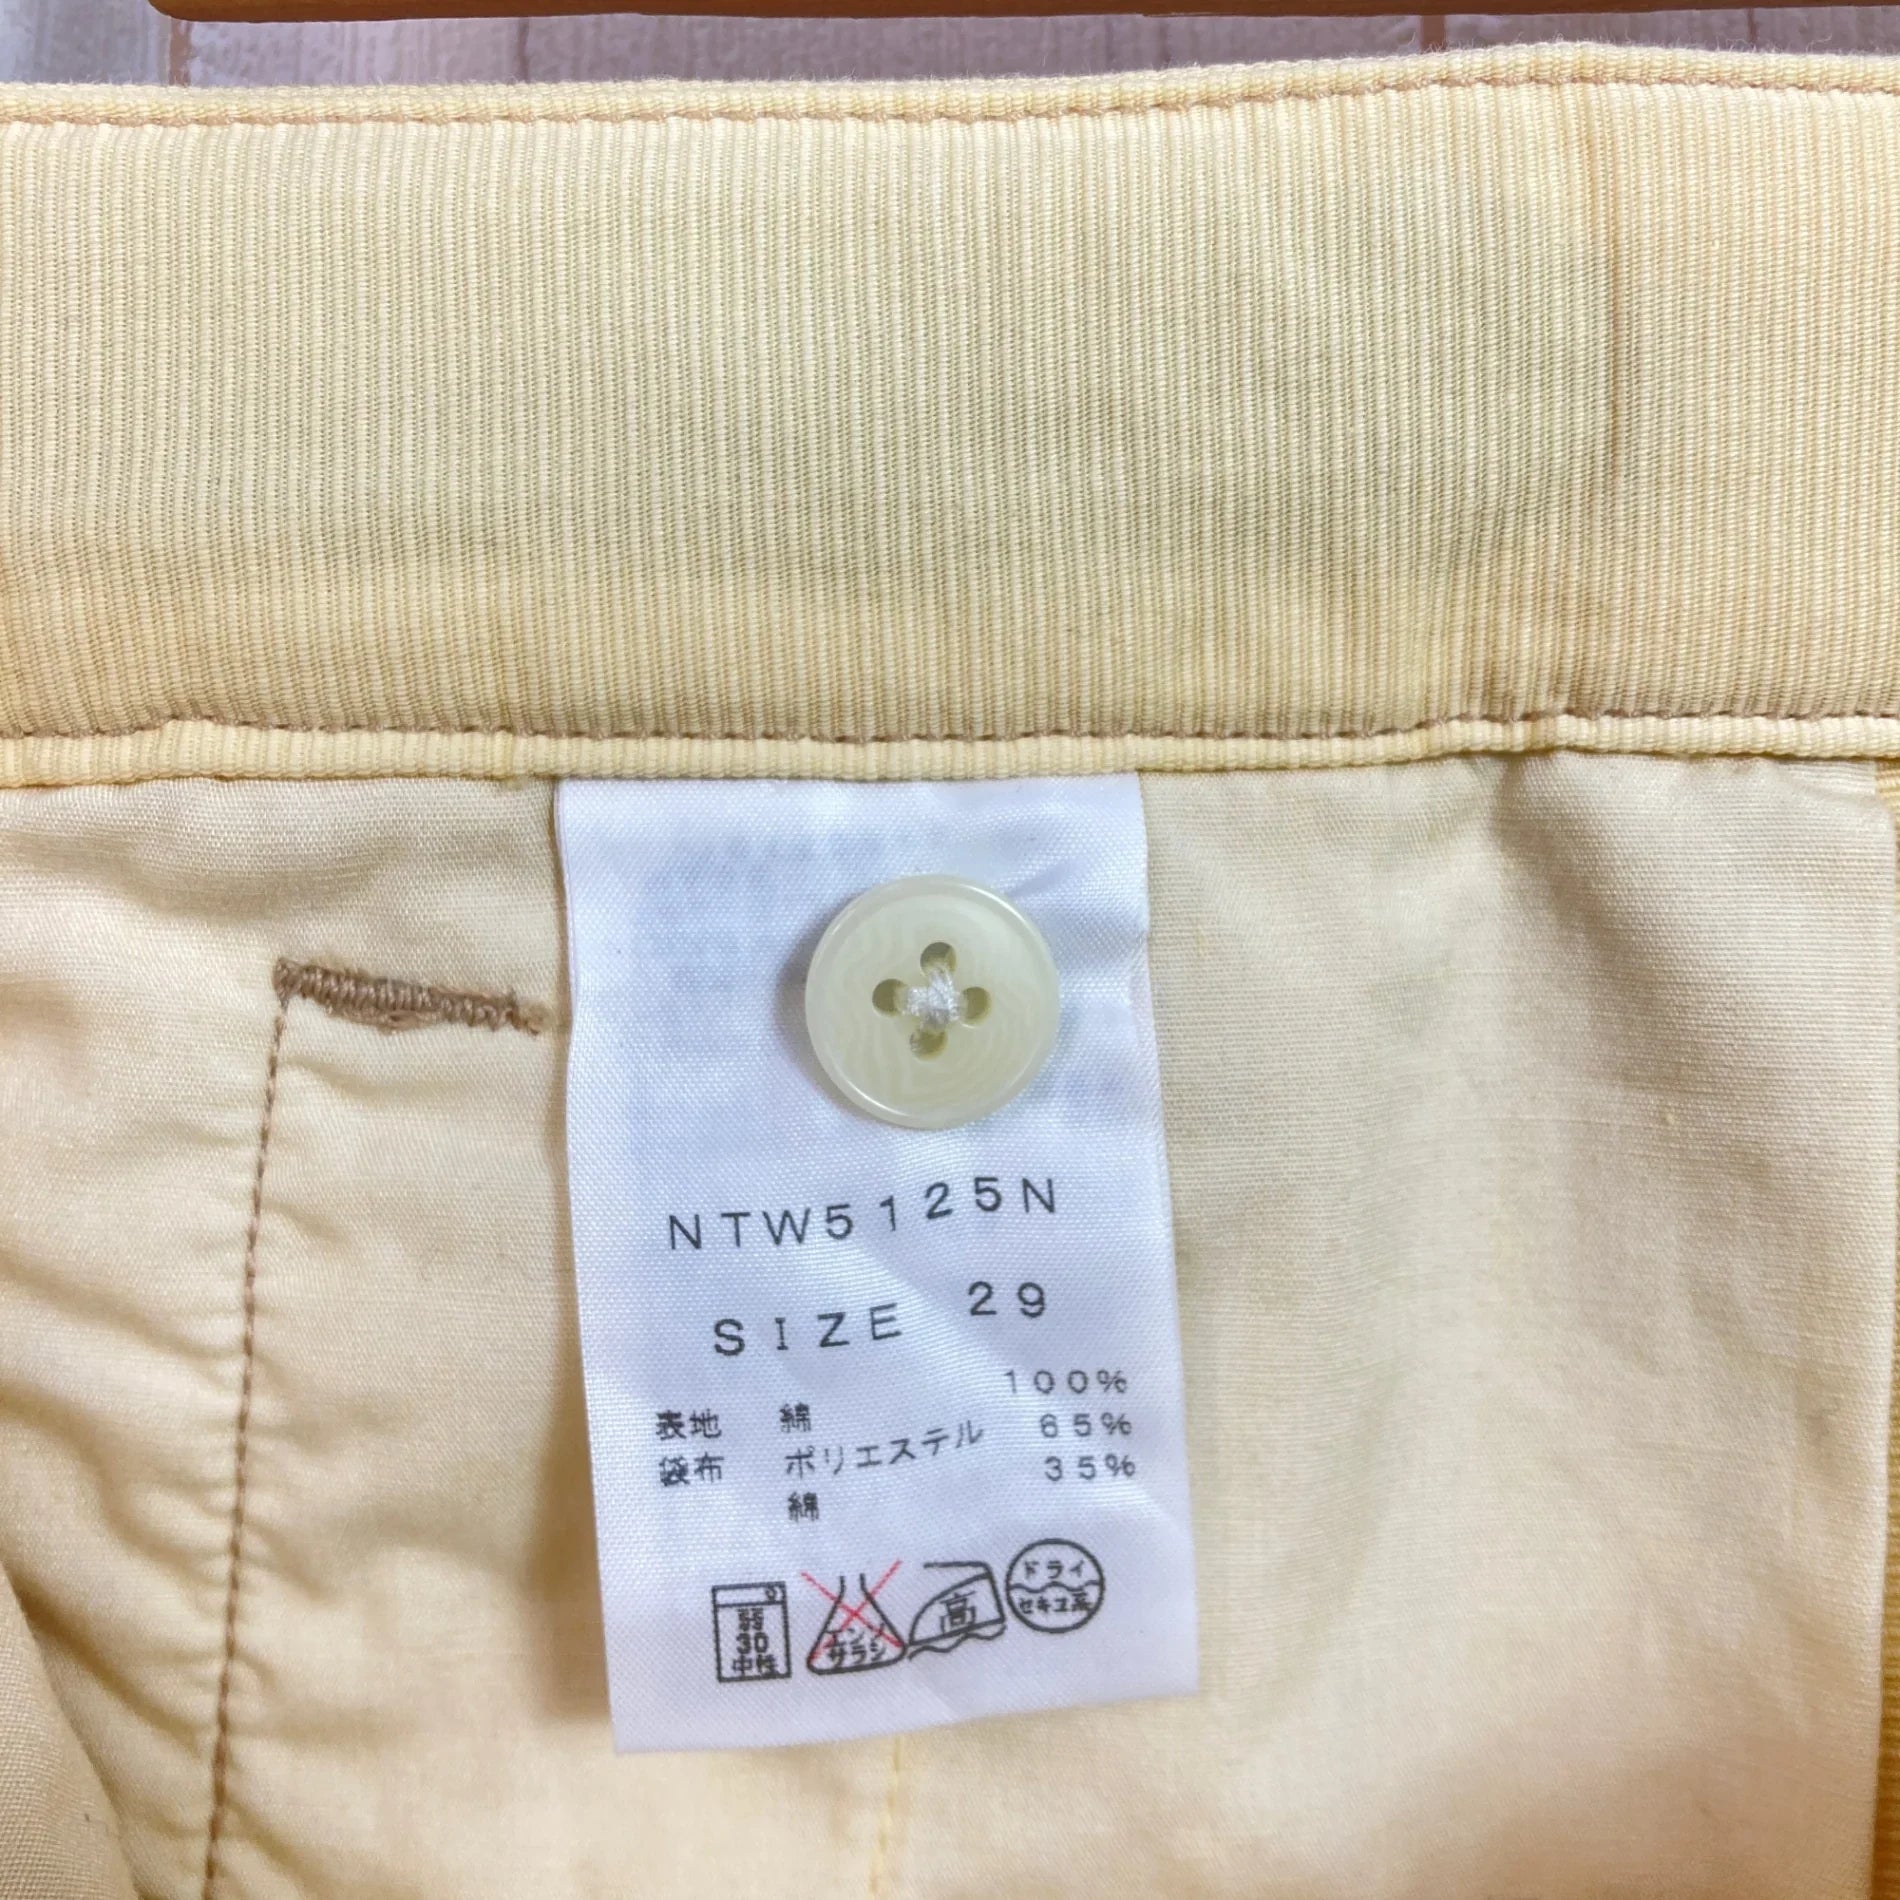 NTW5125N
SIZE 29
表地 綿 100%
袋布 ポリエステル 65%
綿 35%
弱 30 中性
エンソ サラシ
高
ドライ
セキユ系